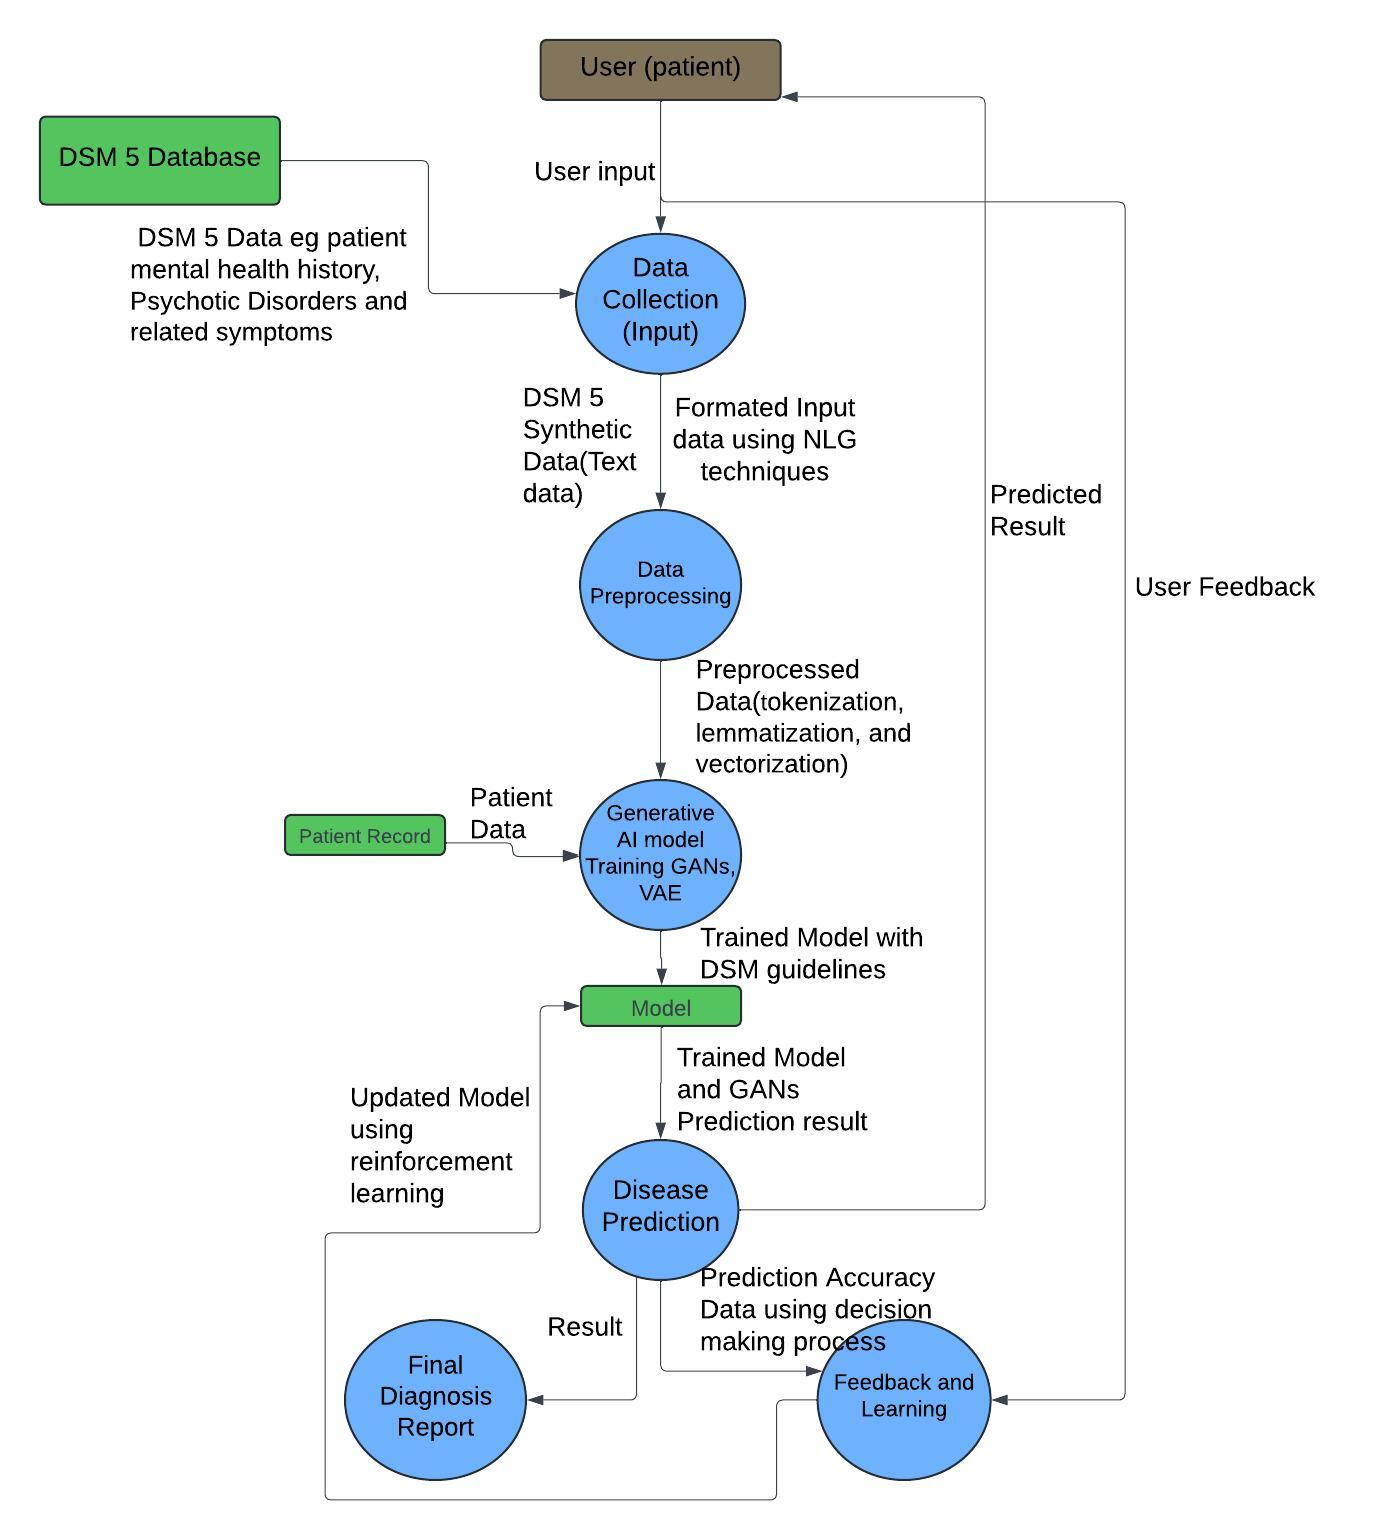 User (patient)
DSM 5 Database
User input
DSM 5 Data eg patient
mental health history,
Psychotic Disorders and
related symptoms
Data
Collection
(Input)
DSM 5
Synthetic
Data(Text
data)
Formated Input
data using NLG
techniques
Predicted
Result
User Feedback
Data
Preprocessing
Preprocessed
Data(tokenization,
lemmatization, and
vectorization)
Patient
Data
Patient Record
Generative
AI model
Training GANs,
VAE
Trained Model with
DSM guidelines
Model
Trained Model
and GANs
Prediction result
Updated Model
using
reinforcement
learning
Disease
Prediction
Prediction Accuracy
Data using decision
making process
Result
Final
Diagnosis
Report
Feedback and
Learning